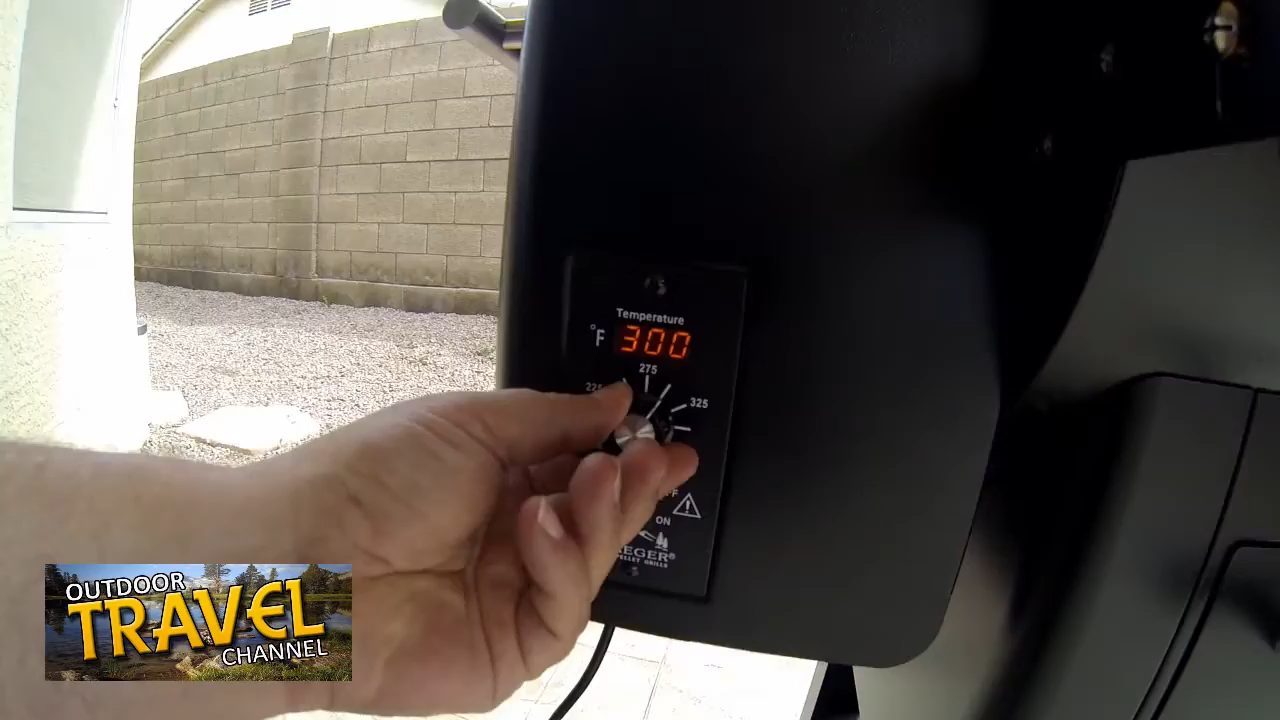 Temperature
°F 300
275
325
ON
OUTDOOR
TRAVEL
CHANNEL